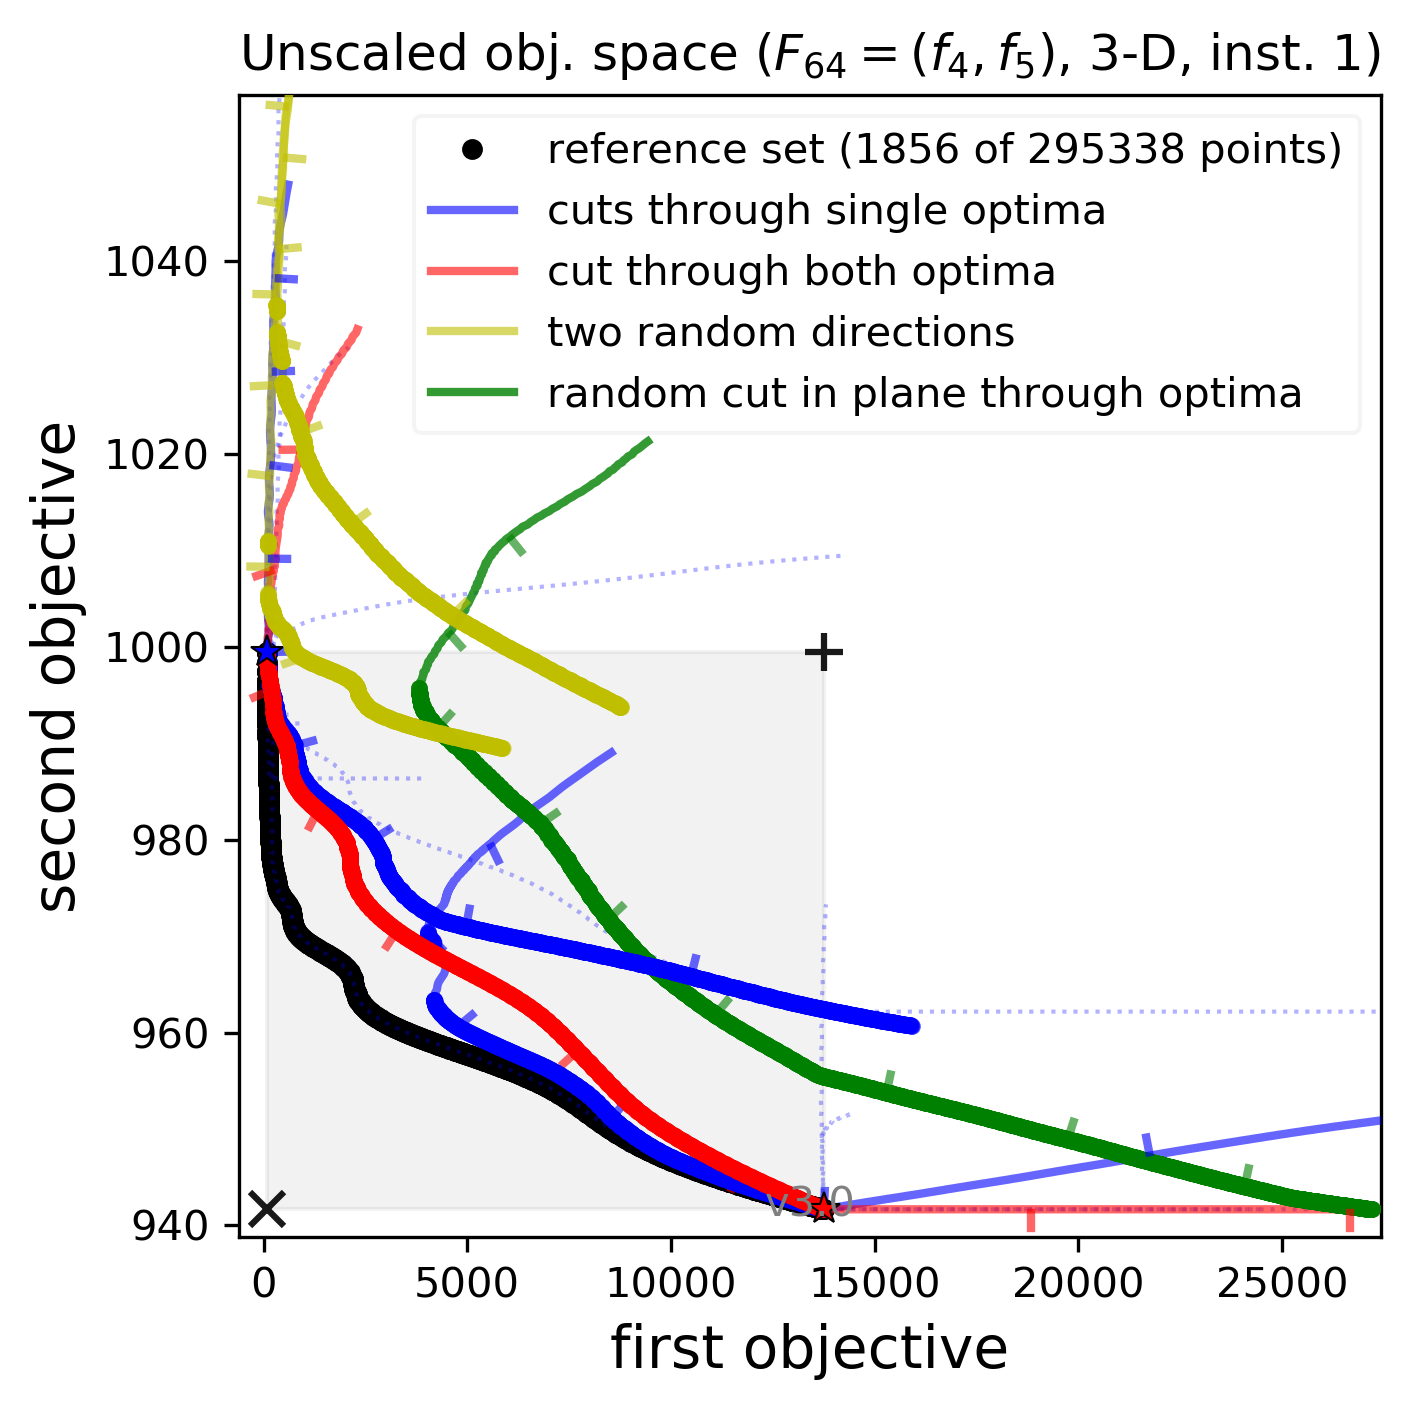 Unscaled obj. space (F64 = (f4, f5), 3-D, inst. 1)
reference set (1856 of 295338 points)
cuts through single optima
cut through both optima
two random directions
random cut in plane through optima
second objective
1040
1020
1000
980
960
940
v3.0
0
5000
10000
15000
20000
25000
first objective